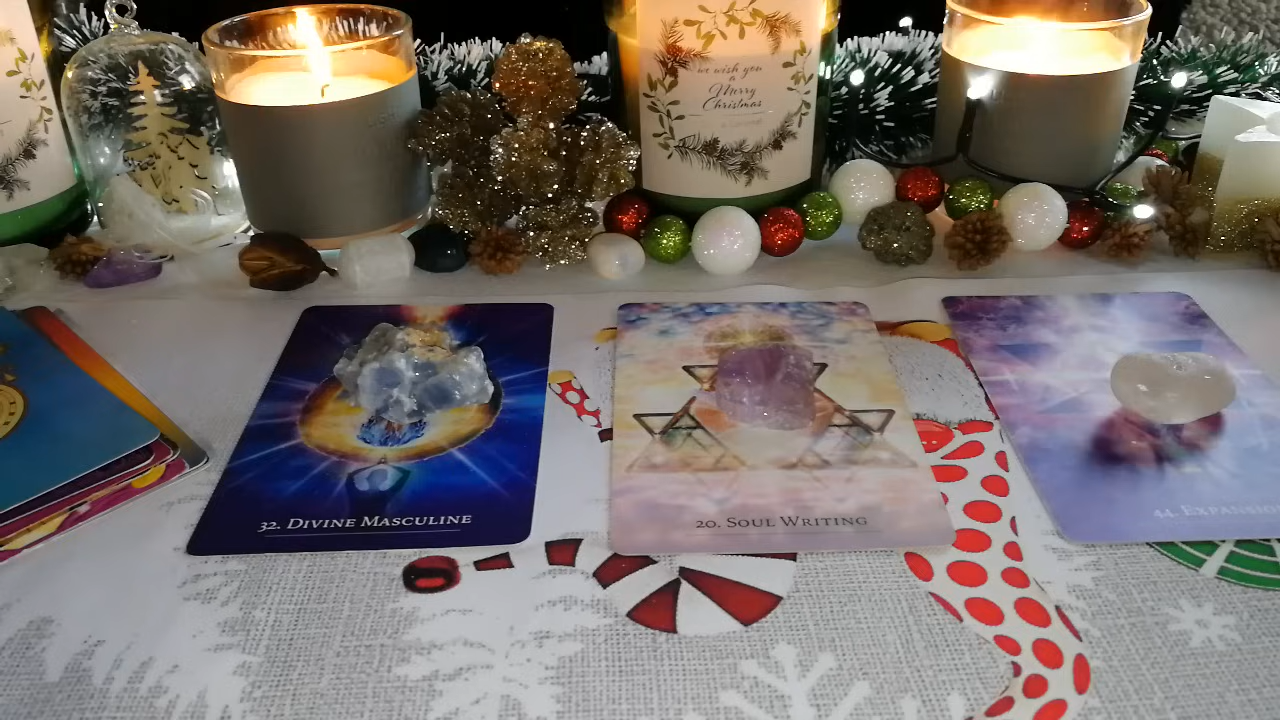 we wish you
a
Merry
Christmas
32. Divine Masculine
20. Soul Writing
44. Expansion